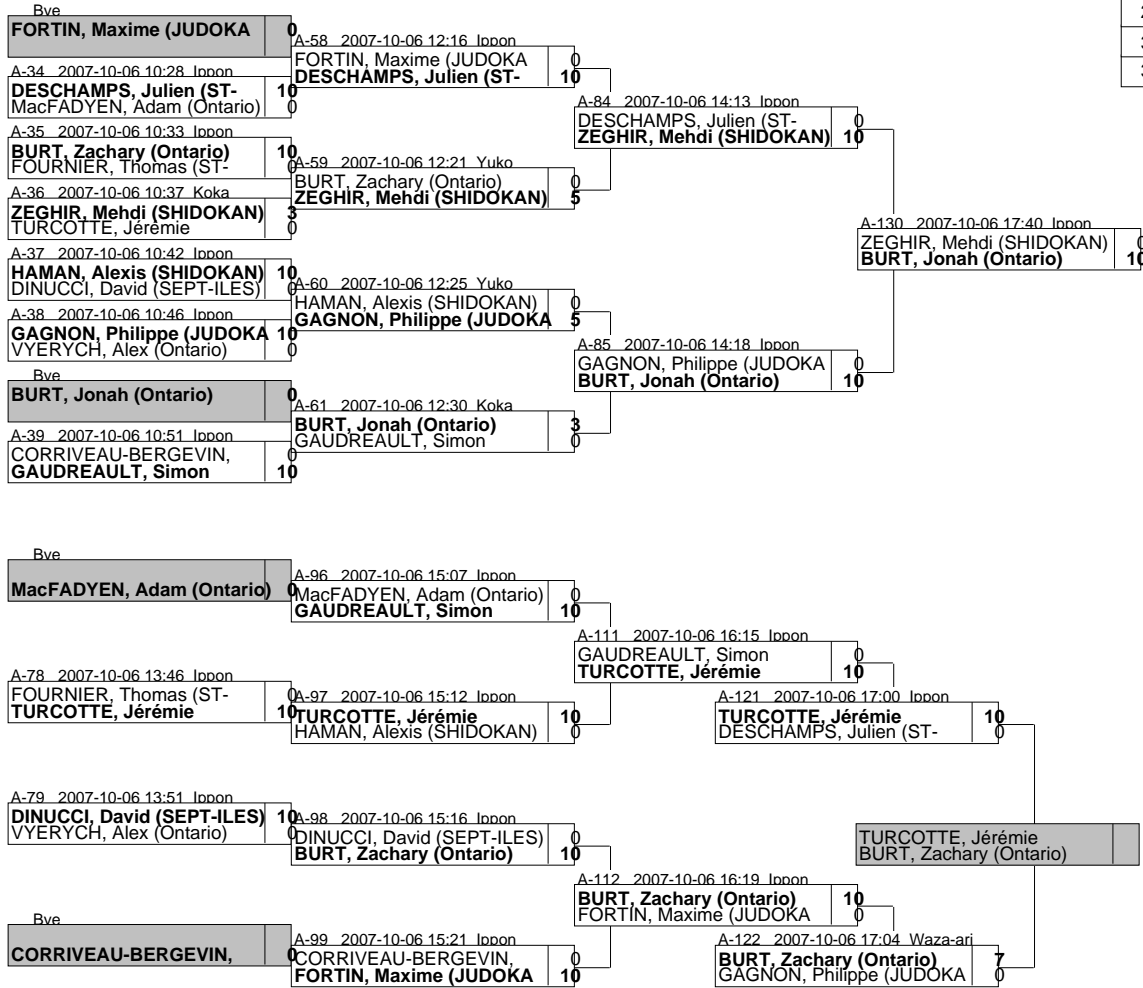 Bye
FORTIN, Maxime (JUDOKA 0
A-34 2007-10-06 10:28 Ippon
DESCHAMPS, Julien (ST- 10
MacFADYEN, Adam (Ontario) 0
A-35 2007-10-06 10:33 Ippon
BURT, Zachary (Ontario) 10
FOURNIER, Thomas (ST- 0
A-36 2007-10-06 10:37 Koka
ZEGHIR, Mehdi (SHIDOKAN) 3
TURCOTTE, Jérémie 0
A-37 2007-10-06 10:42 Ippon
HAMAN, Alexis (SHIDOKAN) 10
DINUCCI, David (SEPT-ILES) 0
A-38 2007-10-06 10:46 Ippon
GAGNON, Philippe (JUDOKA 10
VYERYCH, Alex (Ontario) 0
Bye
BURT, Jonah (Ontario) 0
A-39 2007-10-06 10:51 Ippon
CORRIVEAU-BERGEVIN, 0
GAUDREAULT, Simon 10
A-58 2007-10-06 12:16 Ippon
FORTIN, Maxime (JUDOKA 0
DESCHAMPS, Julien (ST- 10
A-59 2007-10-06 12:21 Yuko
BURT, Zachary (Ontario) 0
ZEGHIR, Mehdi (SHIDOKAN) 5
A-60 2007-10-06 12:25 Yuko
HAMAN, Alexis (SHIDOKAN) 0
GAGNON, Philippe (JUDOKA 5
A-61 2007-10-06 12:30 Koka
BURT, Jonah (Ontario) 3
GAUDREAULT, Simon 0
A-84 2007-10-06 14:13 Ippon
DESCHAMPS, Julien (ST- 0
ZEGHIR, Mehdi (SHIDOKAN) 10
A-85 2007-10-06 14:18 Ippon
GAGNON, Philippe (JUDOKA 0
BURT, Jonah (Ontario) 10
A-130 2007-10-06 17:40 Ippon
ZEGHIR, Mehdi (SHIDOKAN) 0
BURT, Jonah (Ontario) 10
2
3
3
Bye
MacFADYEN, Adam (Ontario) 0
A-78 2007-10-06 13:46 Ippon
FOURNIER, Thomas (ST- 0
TURCOTTE, Jérémie 10
A-79 2007-10-06 13:51 Ippon
DINUCCI, David (SEPT-ILES) 10
VYERYCH, Alex (Ontario) 0
Bye
CORRIVEAU-BERGEVIN, 0
A-96 2007-10-06 15:07 Ippon
MacFADYEN, Adam (Ontario) 0
GAUDREAULT, Simon 10
A-97 2007-10-06 15:12 Ippon
TURCOTTE, Jérémie 10
HAMAN, Alexis (SHIDOKAN) 0
A-98 2007-10-06 15:16 Ippon
DINUCCI, David (SEPT-ILES) 0
BURT, Zachary (Ontario) 10
A-99 2007-10-06 15:21 Ippon
CORRIVEAU-BERGEVIN, 0
FORTIN, Maxime (JUDOKA 10
A-111 2007-10-06 16:15 Ippon
GAUDREAULT, Simon 0
TURCOTTE, Jérémie 10
A-112 2007-10-06 16:19 Ippon
BURT, Zachary (Ontario) 10
FORTIN, Maxime (JUDOKA 0
A-121 2007-10-06 17:00 Ippon
TURCOTTE, Jérémie 10
DESCHAMPS, Julien (ST- 0
A-122 2007-10-06 17:04 Waza-ari
BURT, Zachary (Ontario) 7
GAGNON, Philippe (JUDOKA 0
TURCOTTE, Jérémie
BURT, Zachary (Ontario)